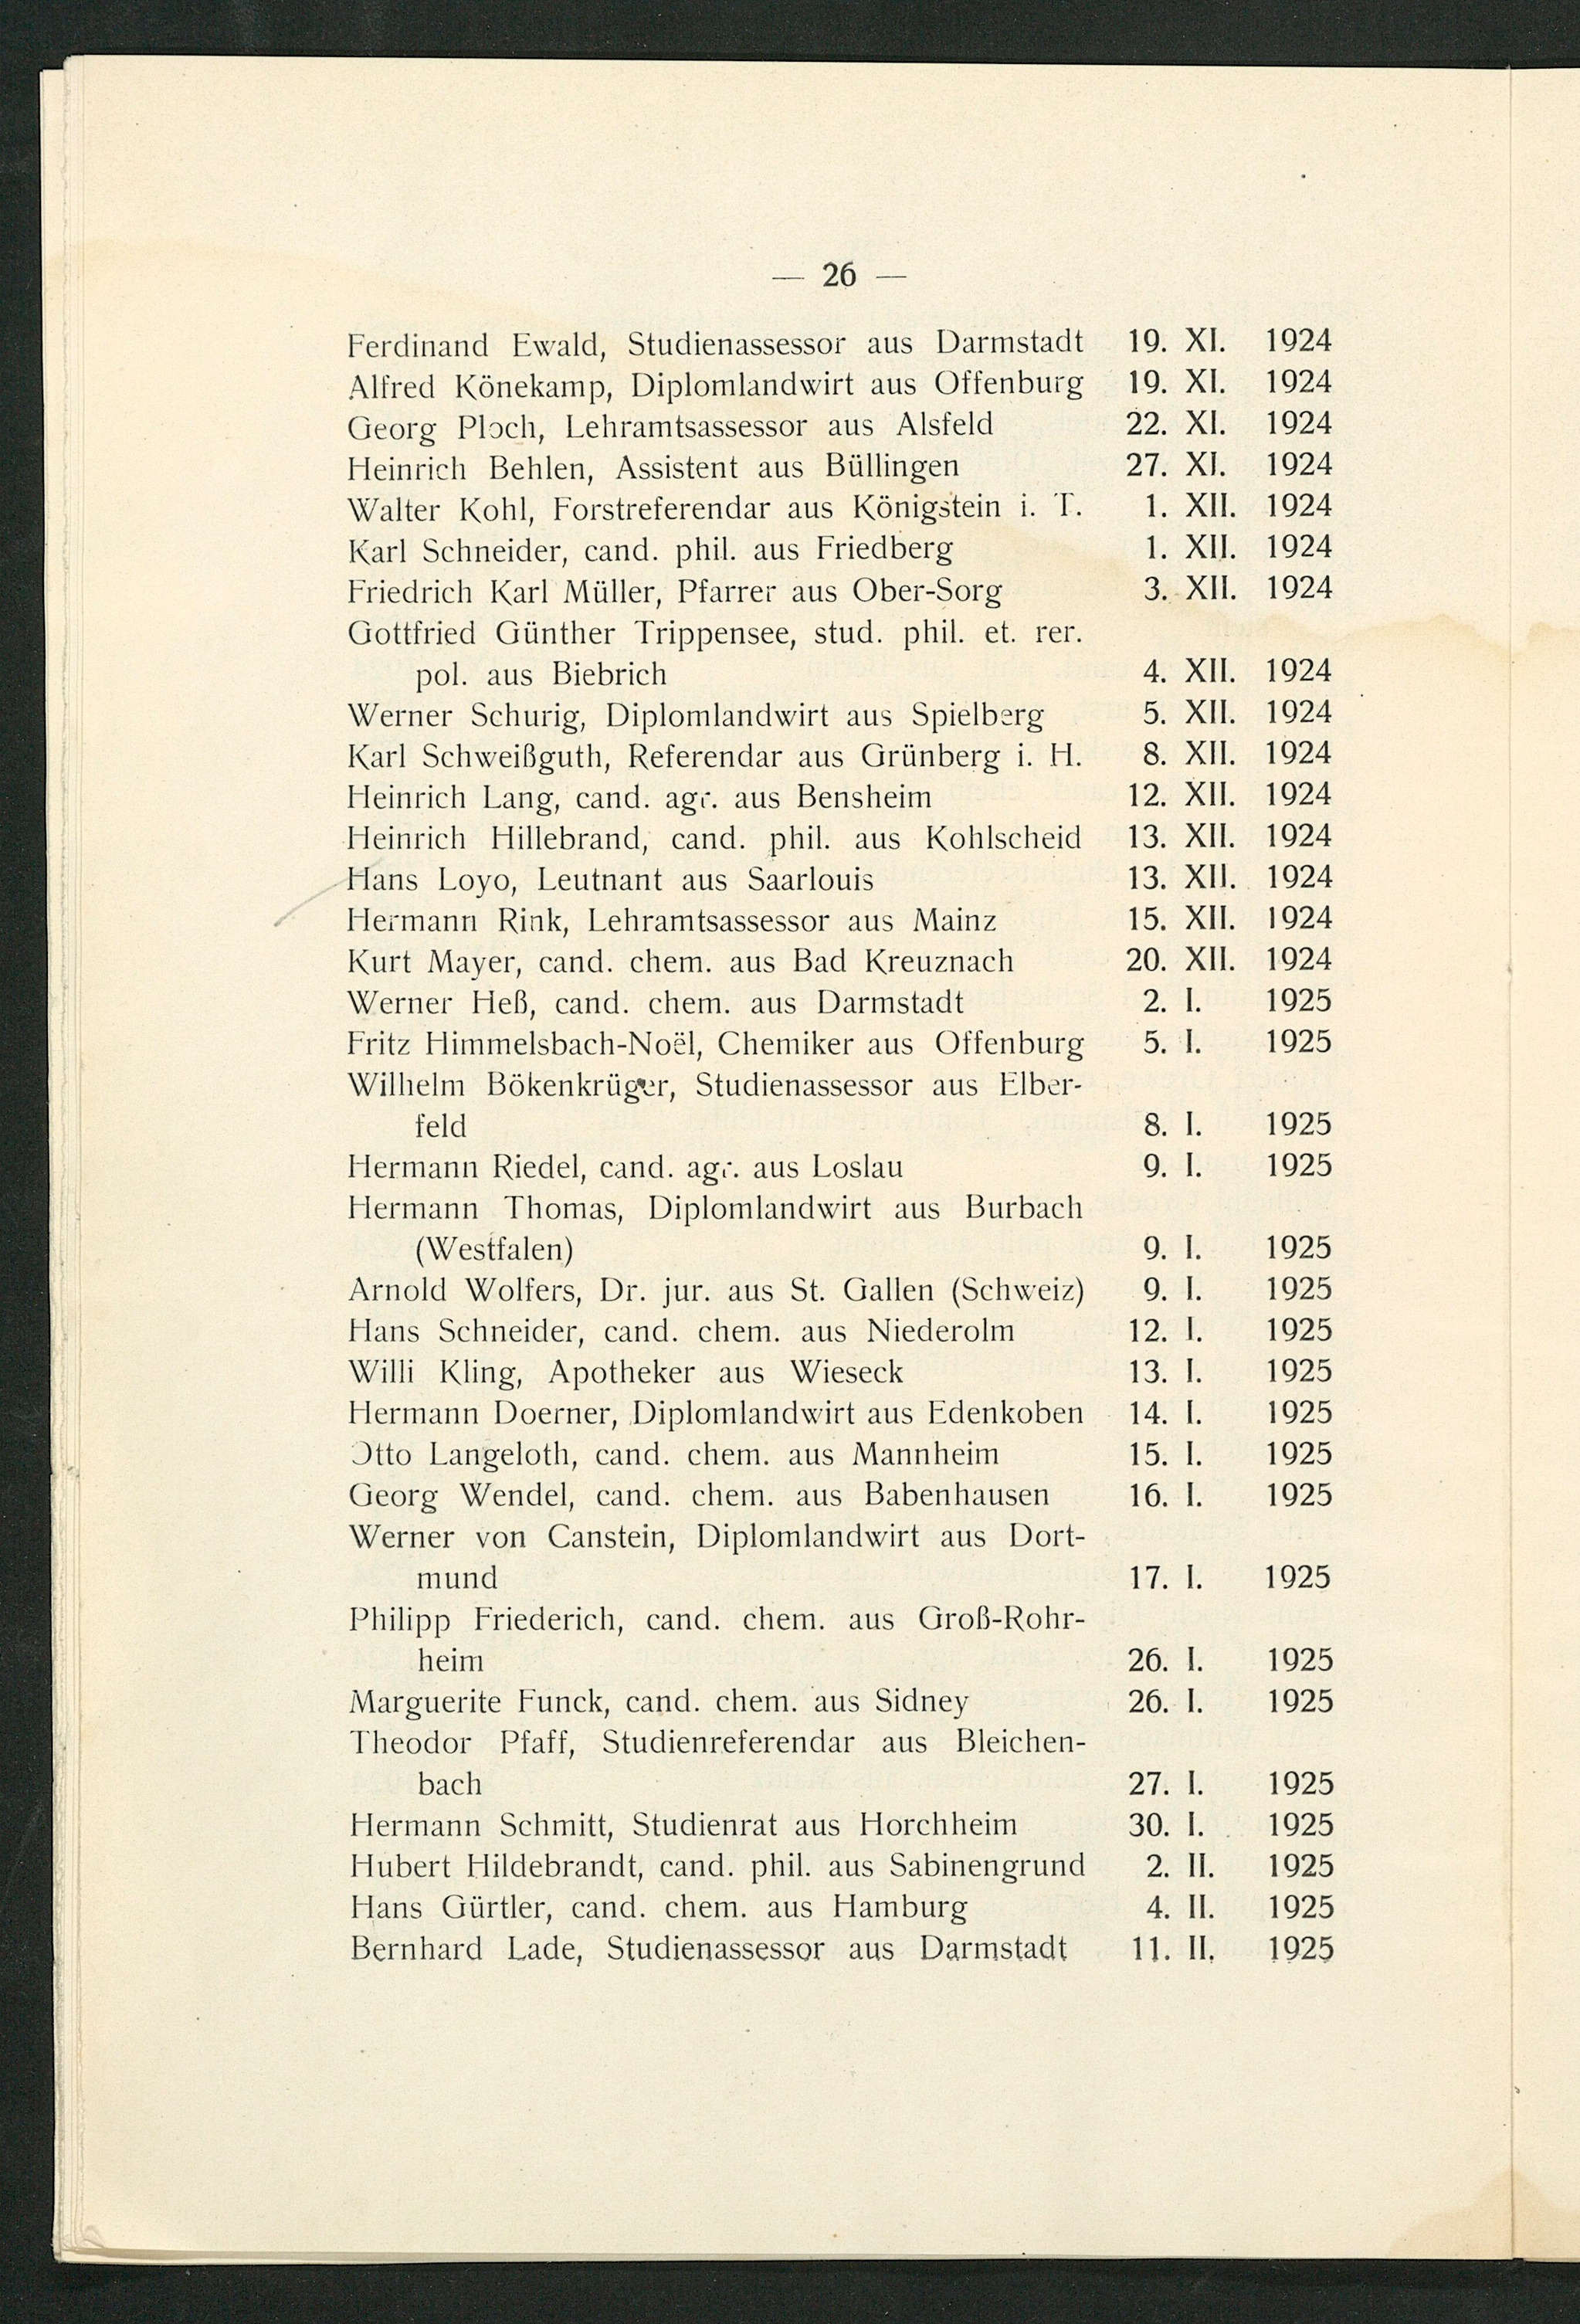 — 26 —
Ferdinand Ewald, Studienassessor aus Darmstadt 19. XI. 1924
Alfred Könekamp, Diplomlandwirt aus Offenburg 19. XI. 1924
Georg Ploch, Lehramtsassessor aus Alsfeld 22. XI. 1924
Heinrich Behlen, Assistent aus Büllingen 27. XI. 1924
Walter Kohl, Forstreferendar aus Königstein i. T. 1. XII. 1924
Karl Schneider, cand. phil. aus Friedberg 1. XII. 1924
Friedrich Karl Müller, Pfarrer aus Ober-Sorg 3. XII. 1924
Gottfried Günther Trippensee, stud. phil. et. rer.
pol. aus Biebrich 4. XII. 1924
Werner Schurig, Diplomlandwirt aus Spielberg 5. XII. 1924
Karl Schweißguth, Referendar aus Grünberg i. H. 8. XII. 1924
Heinrich Lang, cand. agr. aus Bensheim 12. XII. 1924
Heinrich Hillebrand, cand. phil. aus Kohlscheid 13. XII. 1924
Hans Loyo, Leutnant aus Saarlouis 13. XII. 1924
Hermann Rink, Lehramtsassessor aus Mainz 15. XII. 1924
Kurt Mayer, cand. chem. aus Bad Kreuznach 20. XII. 1924
Werner Heß, cand. chem. aus Darmstadt 2. I. 1925
Fritz Himmelsbach-Noël, Chemiker aus Offenburg 5. I. 1925
Wilhelm Bökenkrüger, Studienassessor aus Elber-
feld 8. I. 1925
Hermann Riedel, cand. agr. aus Loslau 9. I. 1925
Hermann Thomas, Diplomlandwirt aus Burbach
(Westfalen) 9. I. 1925
Arnold Wolfers, Dr. jur. aus St. Gallen (Schweiz) 9. I. 1925
Hans Schneider, cand. chem. aus Niederolm 12. I. 1925
Willi Kling, Apotheker aus Wieseck 13. I. 1925
Hermann Doerner, Diplomlandwirt aus Edenkoben 14. I. 1925
Otto Langeloth, cand. chem. aus Mannheim 15. I. 1925
Georg Wendel, cand. chem. aus Babenhausen 16. I. 1925
Werner von Canstein, Diplomlandwirt aus Dort-
mund 17. I. 1925
Philipp Friederich, cand. chem. aus Groß-Rohr-
heim 26. I. 1925
Marguerite Funck, cand. chem. aus Sidney 26. I. 1925
Theodor Pfaff, Studienreferendar aus Bleichen-
bach 27. I. 1925
Hermann Schmitt, Studienrat aus Horchheim 30. I. 1925
Hubert Hildebrandt, cand. phil. aus Sabinengrund 2. II. 1925
Hans Gürtler, cand. chem. aus Hamburg 4. II. 1925
Bernhard Lade, Studienassessor aus Darmstadt 11. II. 1925